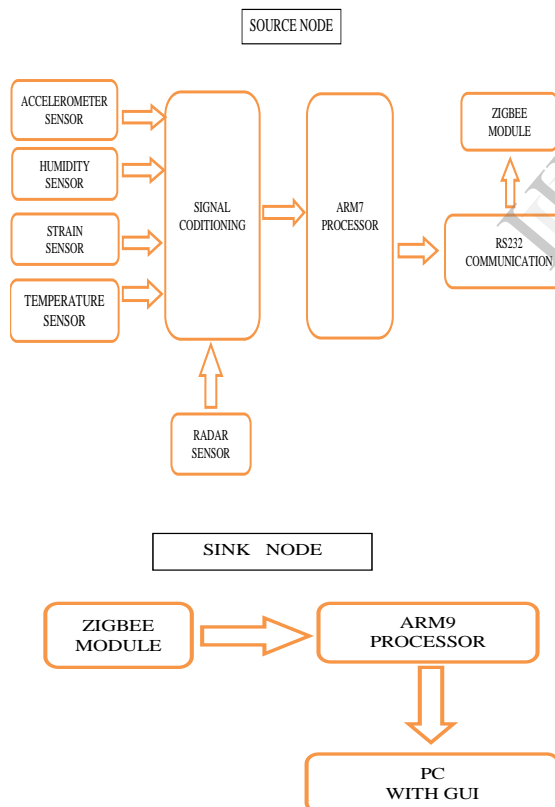 SOURCE NODE
ACCELEROMETER
SENSOR
HUMIDITY
SENSOR
STRAIN
SENSOR
TEMPERATURE
SENSOR
SIGNAL
CODITIONING
ARM7
PROCESSOR
ZIGBEE
MODULE
RS232
COMMUNICATION
RADAR
SENSOR
SINK NODE
ZIGBEE
MODULE
ARM9
PROCESSOR
PC
WITH GUI